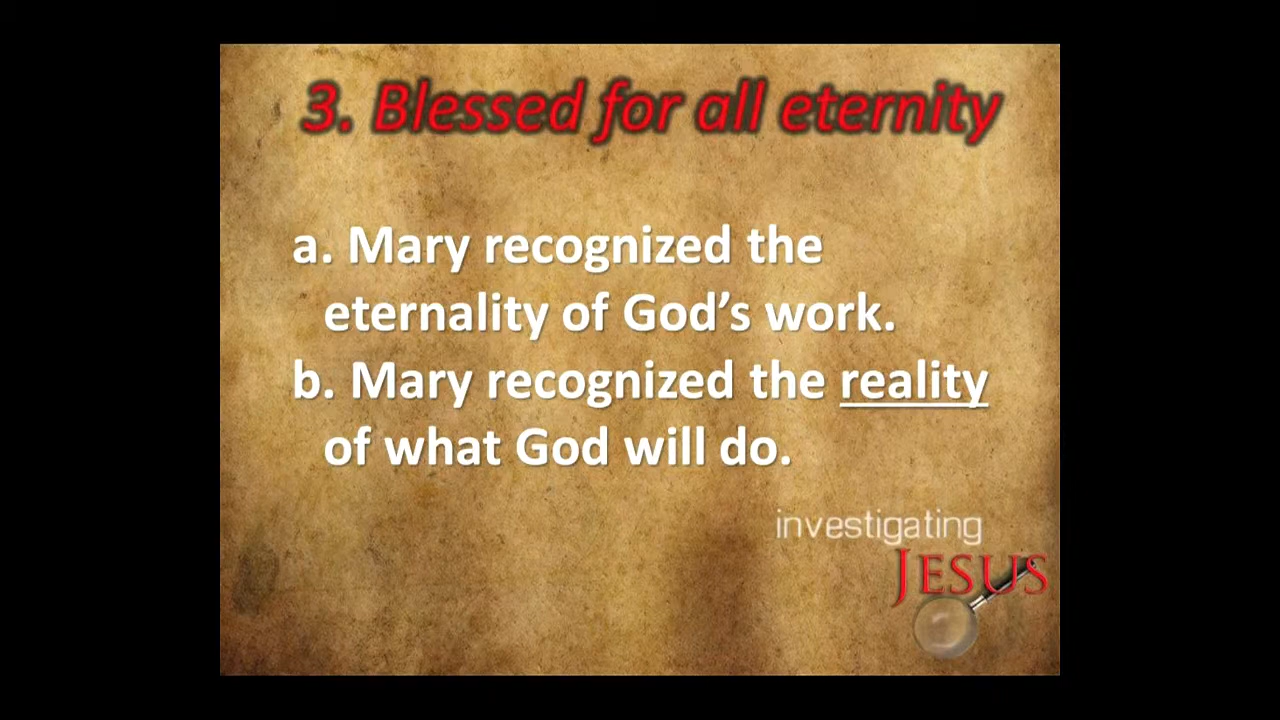 3. Blessed for all eternity
a. Mary recognized the
eternality of God’s work.
b. Mary recognized the reality
of what God will do.
investigating
JESUS